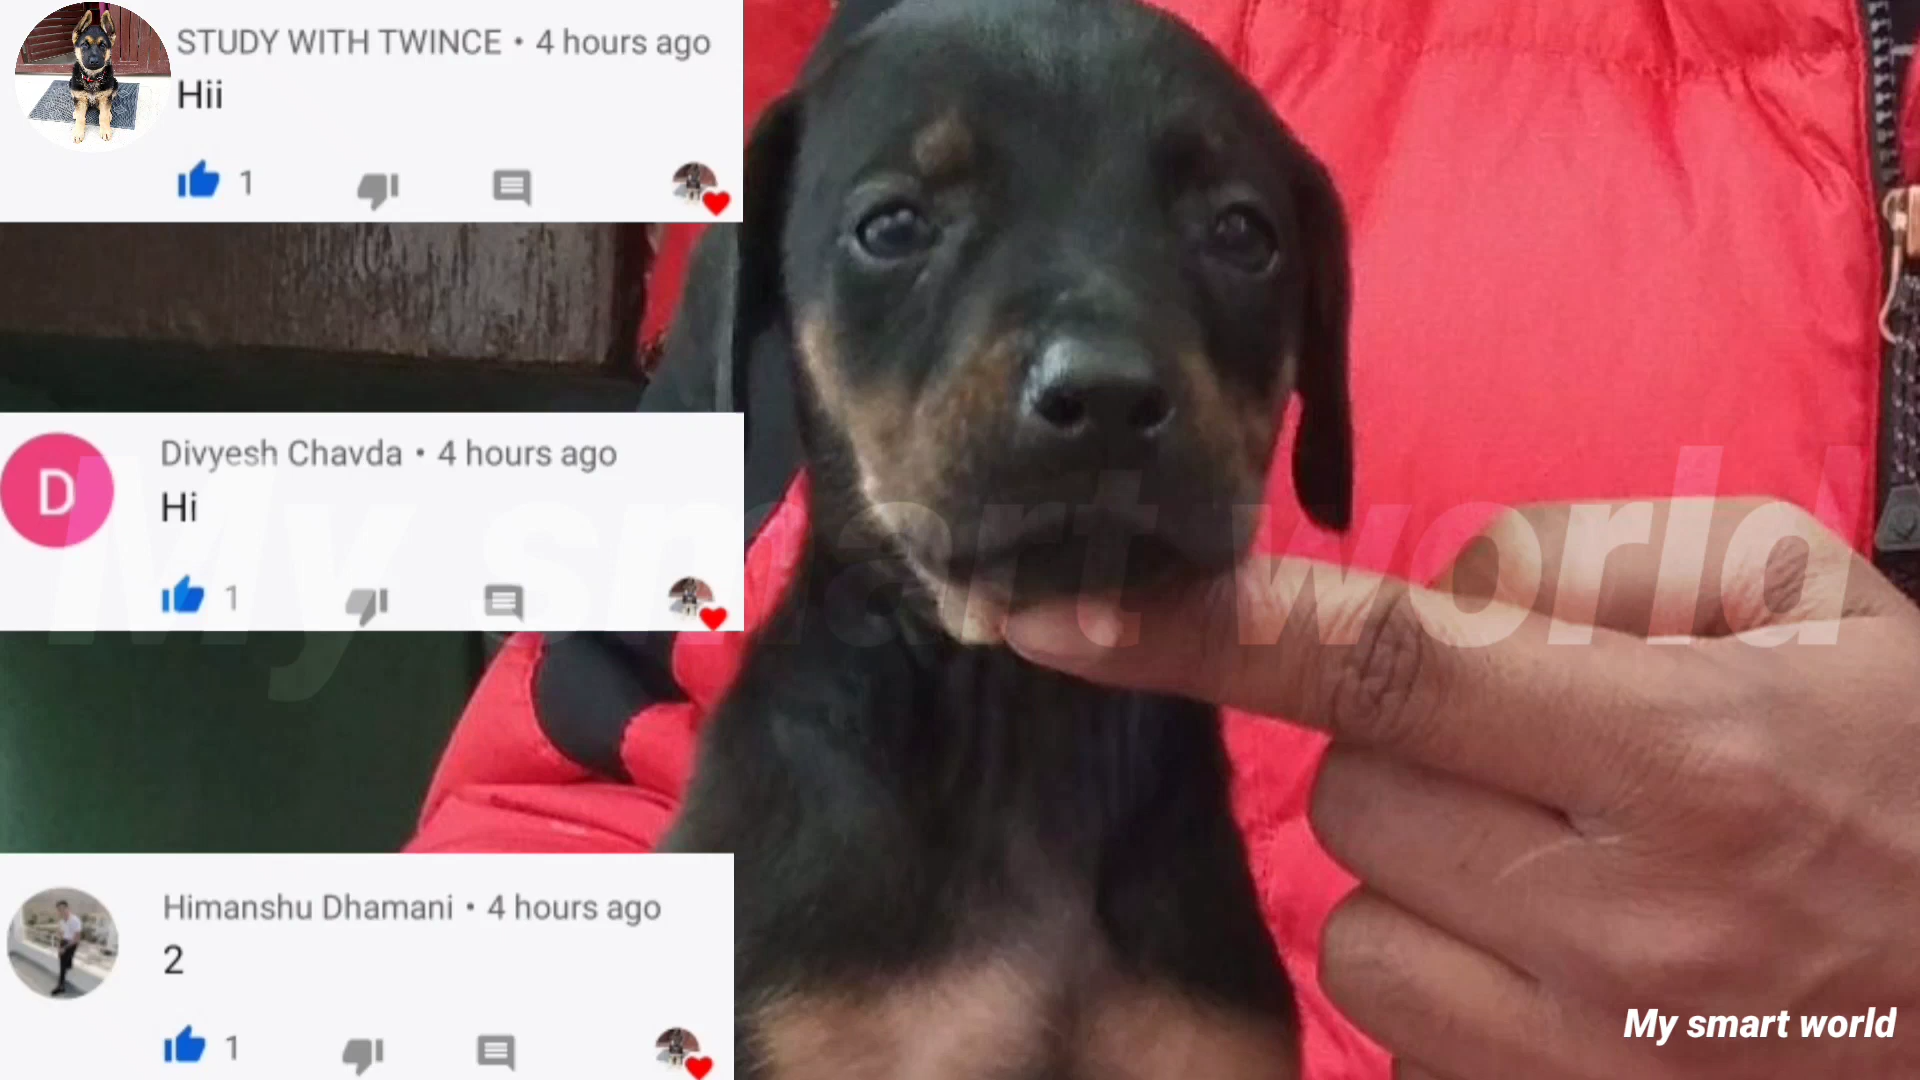 STUDY WITH TWINCE • 4 hours ago
Hii
1
Divyesh Chavda • 4 hours ago
Hi
1
Himanshu Dhamani • 4 hours ago
2
1
My smart world
My smart world